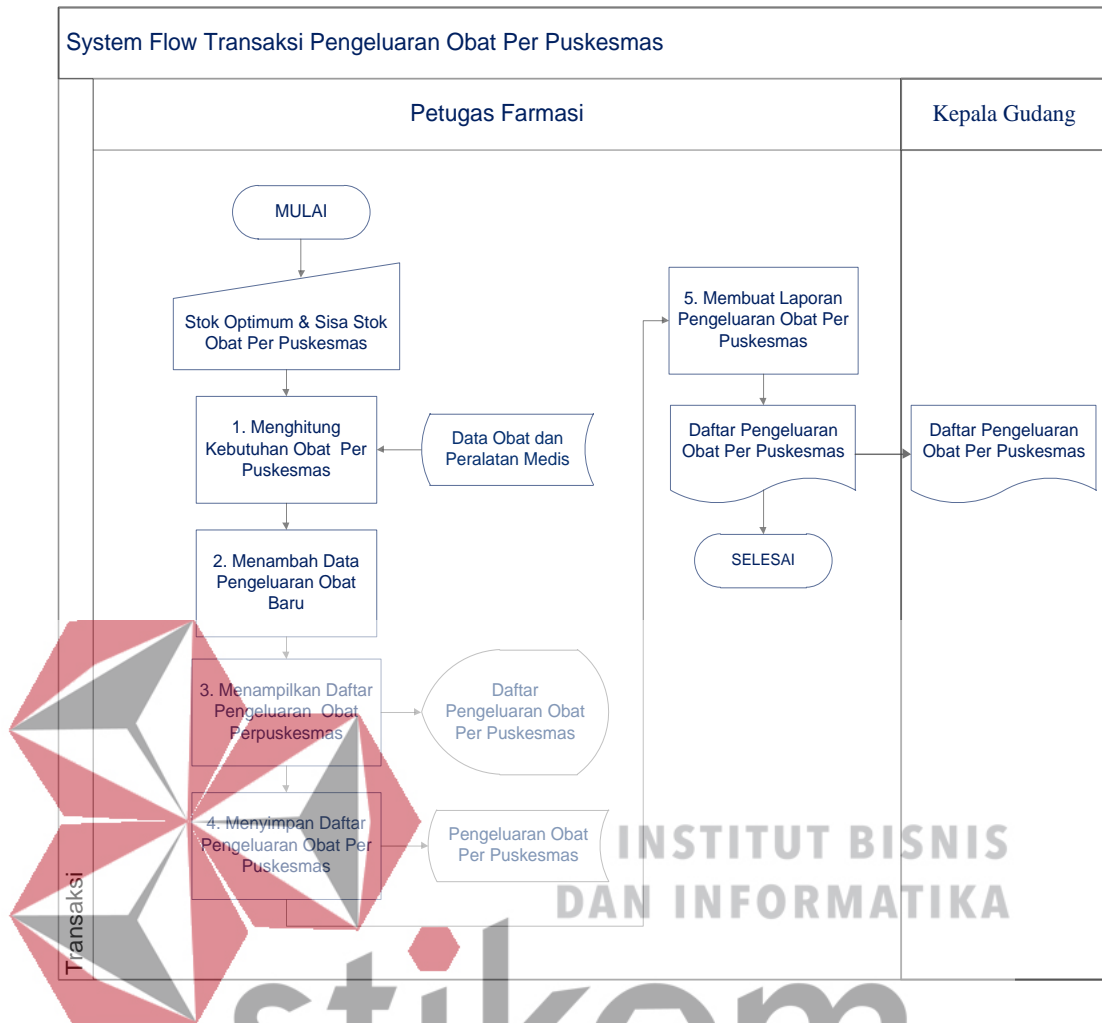 System Flow Transaksi Pengeluaran Obat Per Puskesmas
Petugas Farmasi
Kepala Gudang
Transaksi
MULAI
Stok Optimum & Sisa Stok
Obat Per Puskesmas
1. Menghitung
Kebutuhan Obat Per
Puskesmas
Data Obat dan
Peralatan Medis
2. Menambah Data
Pengeluaran Obat
Baru
3. Menampilkan Daftar
Pengeluaran Obat
Perpuskesmas
Daftar
Pengeluaran Obat
Per Puskesmas
4. Menyimpan Daftar
Pengeluaran Obat Per
Puskesmas
Pengeluaran Obat
Per Puskesmas
5. Membuat Laporan
Pengeluaran Obat Per
Puskesmas
Daftar Pengeluaran
Obat Per Puskesmas
Daftar Pengeluaran
Obat Per Puskesmas
SELESAI
INSTITUT BISNIS
DAN INFORMATIKA
stikom